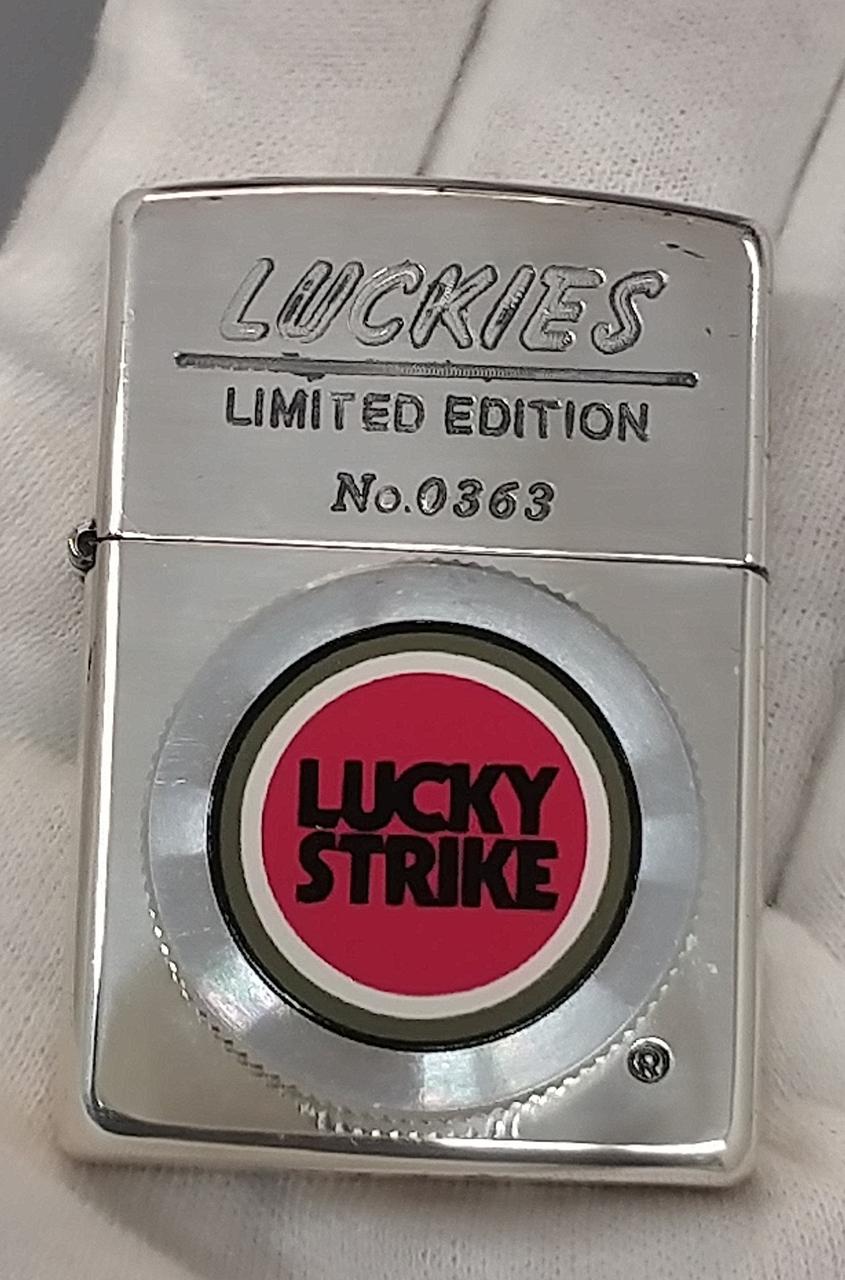 LUCKIES
LIMITED EDITION
No.0363
LUCKY
STRIKE
®